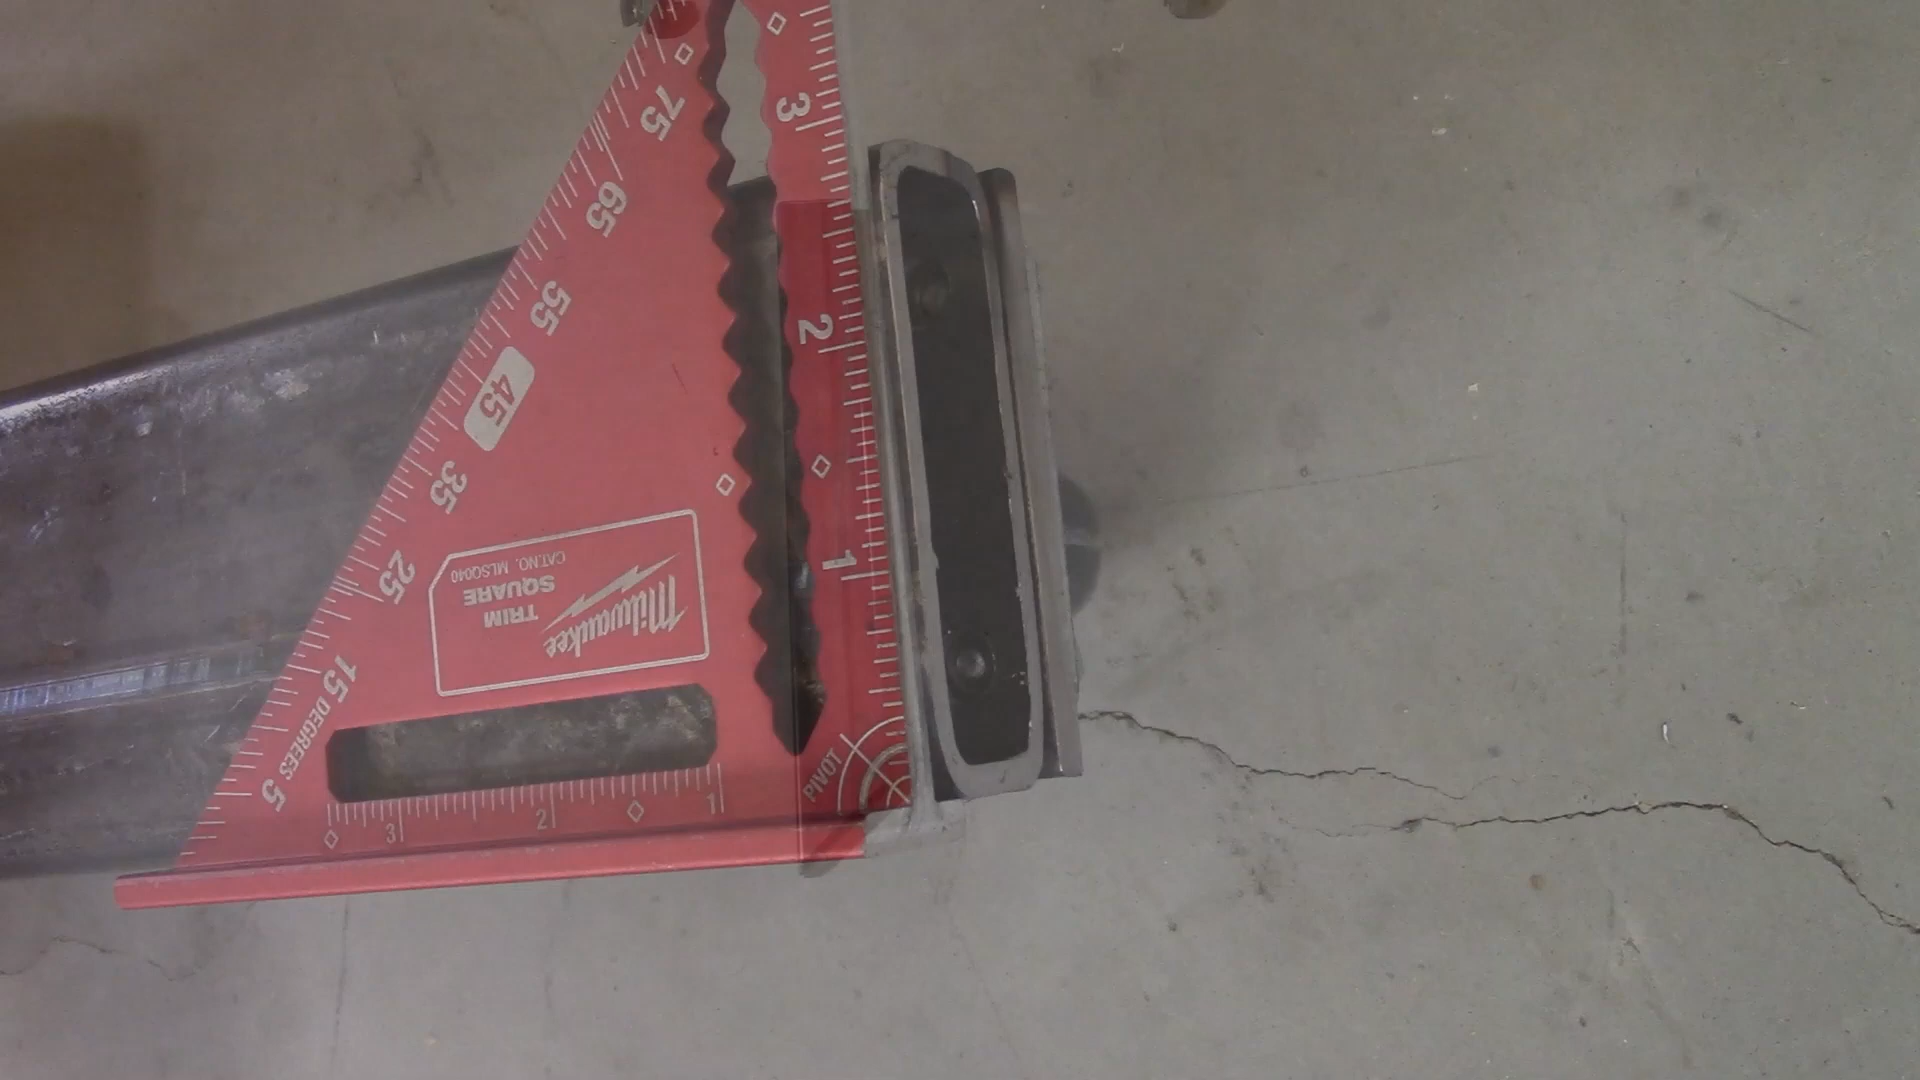 3
2
1
75
65
55
45
35
25
15
DEGREES
5
Milwaukee
TRIM
SQUARE
CAT.NO. MLSQ040
PIVOT
1
2
3